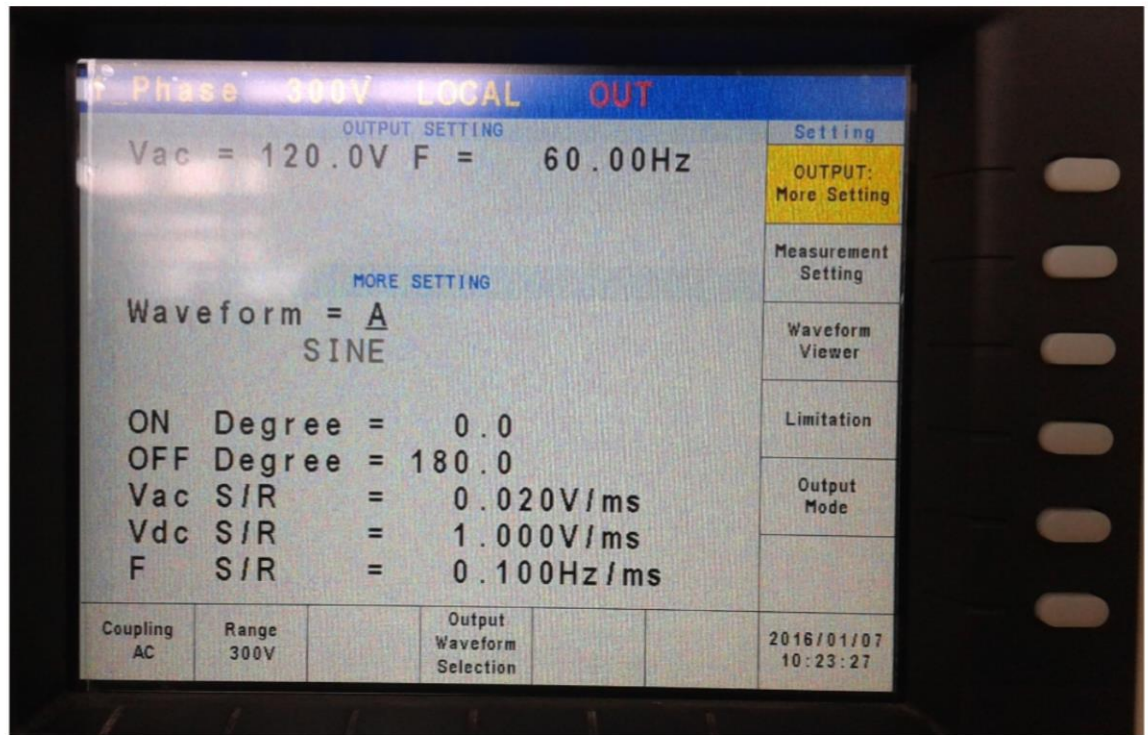 Phase 300V LOCAL OUT
OUTPUT SETTING
Vac = 120.0V F = 60.00Hz
MORE SETTING
Waveform = A
SINE
ON Degree = 0.0
OFF Degree = 180.0
Vac S/R = 0.020V/ms
Vdc S/R = 1.000V/ms
F S/R = 0.100Hz/ms
Setting
OUTPUT:
More Setting
Measurement
Setting
Waveform
Viewer
Limitation
Output
Mode
Coupling
AC
Range
300V
Output
Waveform
Selection
2016/01/07
10:23:27